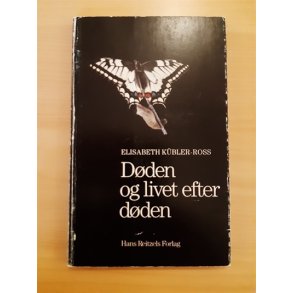 ELISABETH KÜBLER-ROSS
Døden
og livet efter
døden
Hans Reitzels Forlag